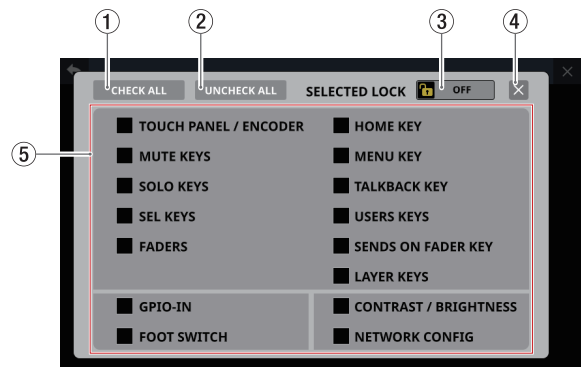 ① ② ③ ④
CHECK ALL UNCHECK ALL SELECTED LOCK OFF
⑤
TOUCH PANEL / ENCODER HOME KEY
MUTE KEYS MENU KEY
SOLO KEYS TALKBACK KEY
SEL KEYS USERS KEYS
FADERS SENDS ON FADER KEY
LAYER KEYS
GPIO-IN CONTRAST / BRIGHTNESS
FOOT SWITCH NETWORK CONFIG